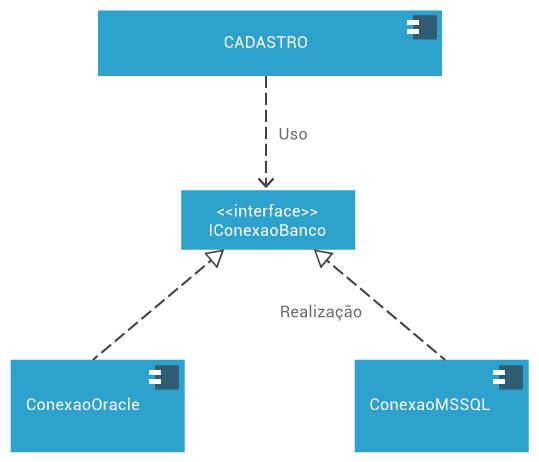 CADASTRO
Uso
<<interface>>
IConexaoBanco
Realização
ConexaoOracle
ConexaoMSSQL